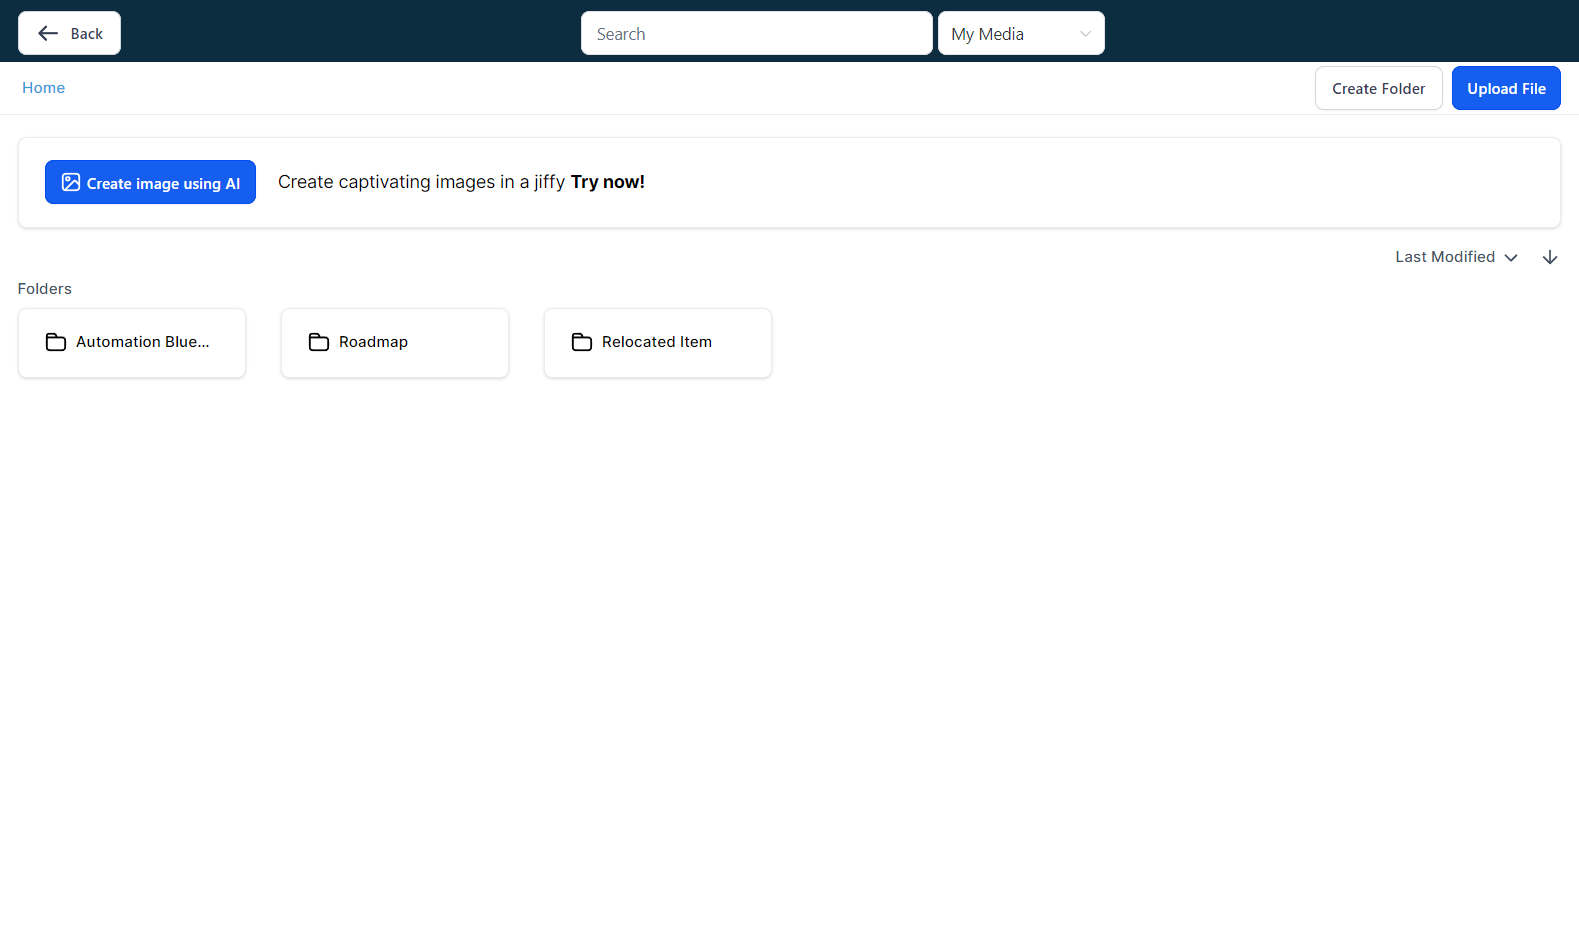 Back
Search
My Media
Home
Create Folder
Upload File
Create image using AI
Create captivating images in a jiffy Try now!
Last Modified
Folders
Automation Blue...
Roadmap
Relocated Item